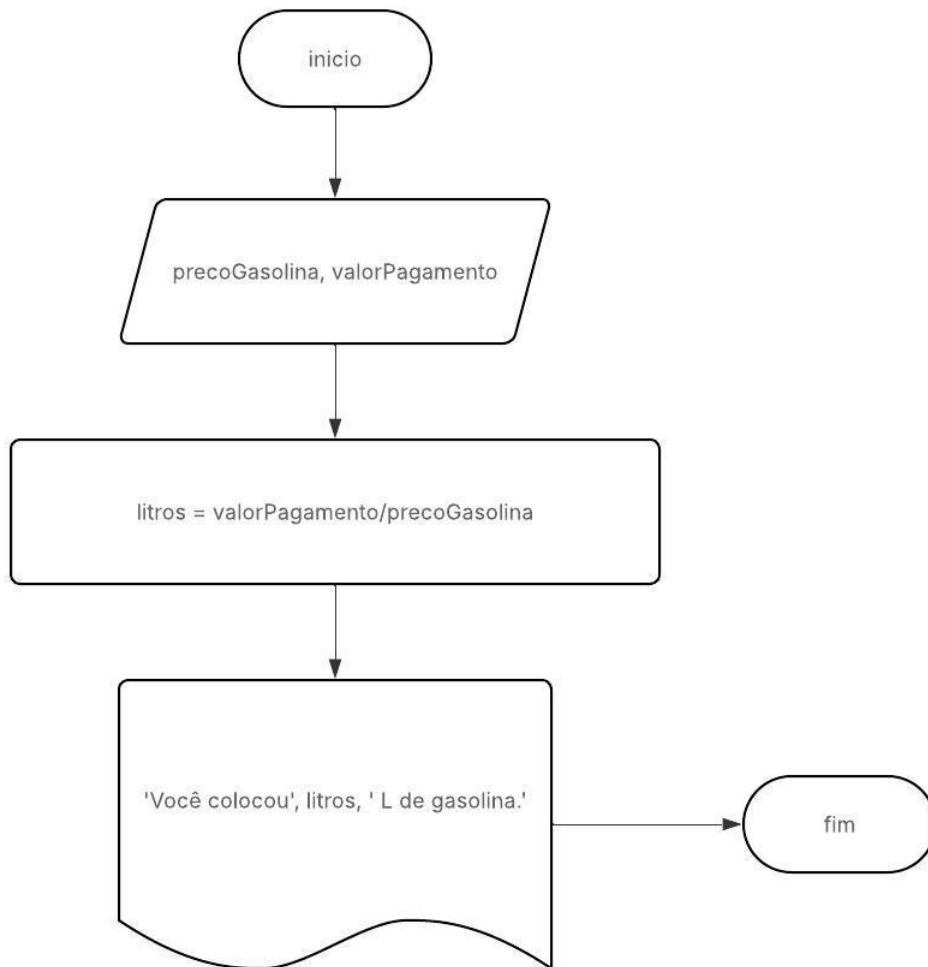 inicio
precoGasolina, valorPagamento
litros = valorPagamento/precoGasolina
'Você colocou', litros, ' L de gasolina.'
fim